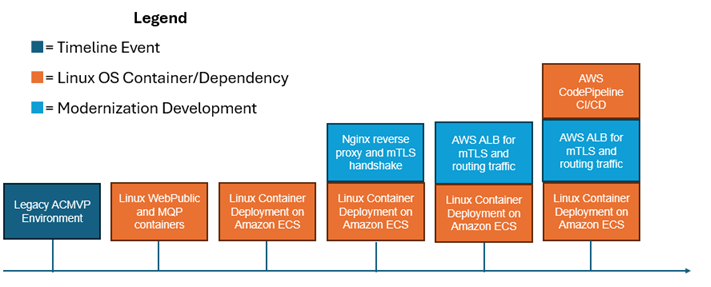 Legend
= Timeline Event
= Linux OS Container/Dependency
= Modernization Development
AWS
CodePipeline
CI/CD
Nginx reverse
proxy and mTLS
handshake
AWS ALB for
mTLS and
routing traffic
AWS ALB for
mTLS and
routing traffic
Legacy ACMVP
Environment
Linux WebPublic
and MQP
containers
Linux Container
Deployment on
Amazon ECS
Linux Container
Deployment on
Amazon ECS
Linux Container
Deployment on
Amazon ECS
Linux Container
Deployment on
Amazon ECS